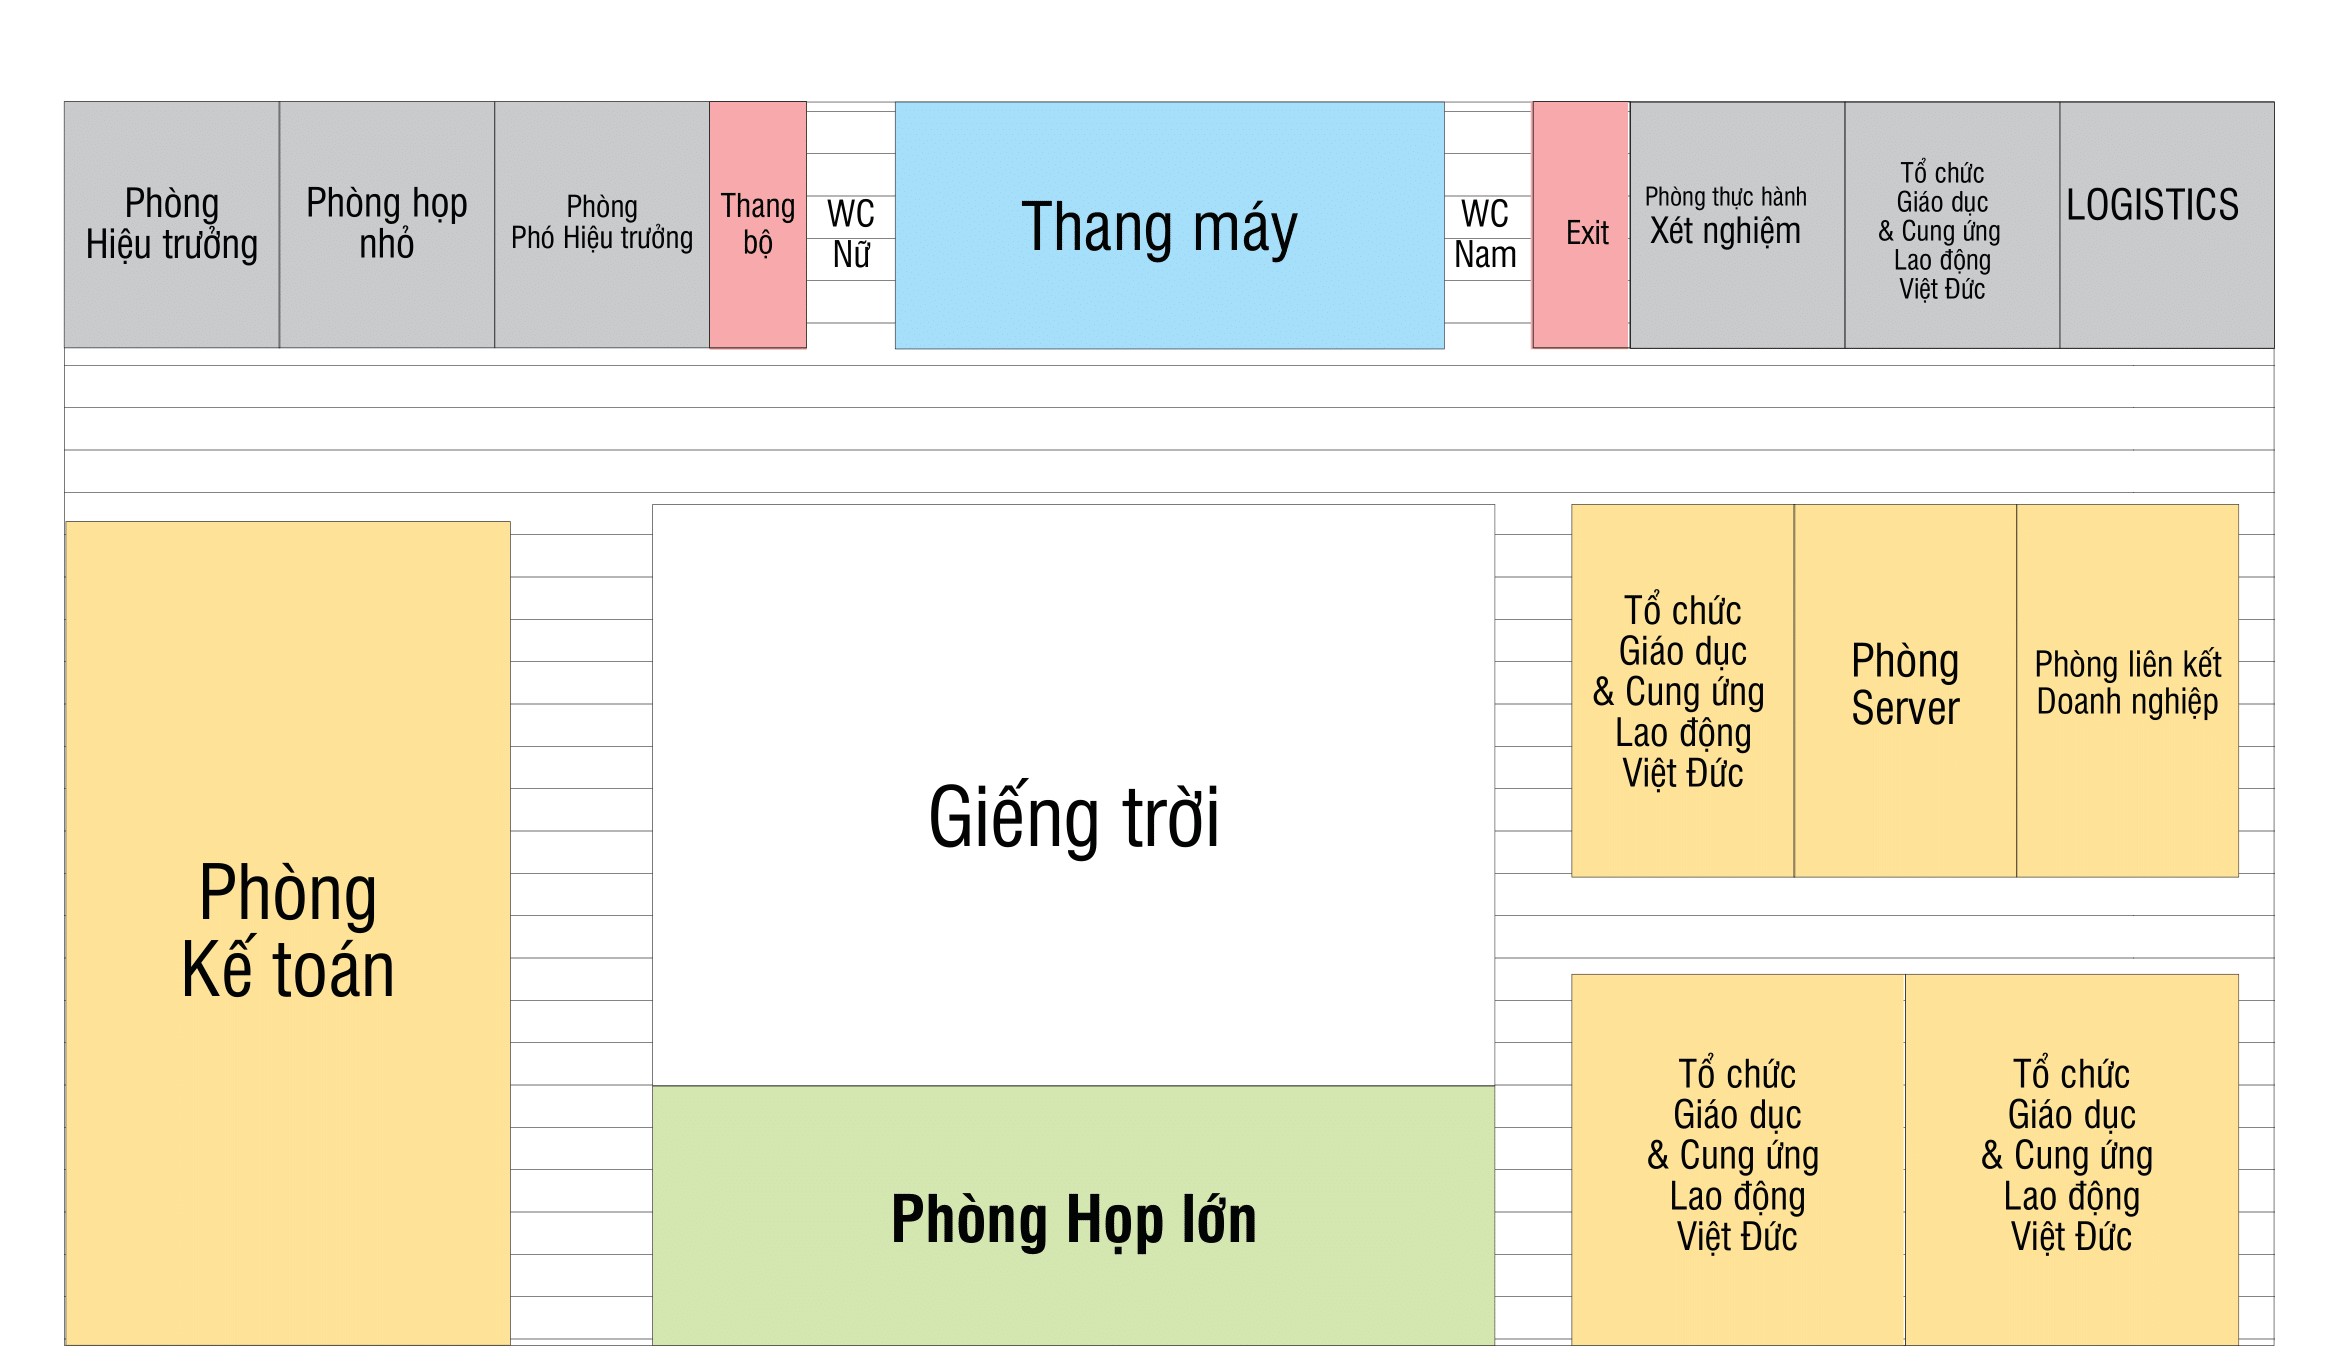 Phòng
Hiệu trưởng
Phòng họp
nhỏ
Phòng
Phó Hiệu trưởng
Thang
bộ
WC
Nữ
Thang máy
WC
Nam
Exit
Phòng thực hành
Xét nghiệm
Tổ chức
Giáo dục
& Cung ứng
Lao động
Việt Đức
LOGISTICS
Phòng
Kế toán
Giếng trời
Phòng Họp lớn
Tổ chức
Giáo dục
& Cung ứng
Lao động
Việt Đức
Phòng
Server
Phòng liên kết
Doanh nghiệp
Tổ chức
Giáo dục
& Cung ứng
Lao động
Việt Đức
Tổ chức
Giáo dục
& Cung ứng
Lao động
Việt Đức